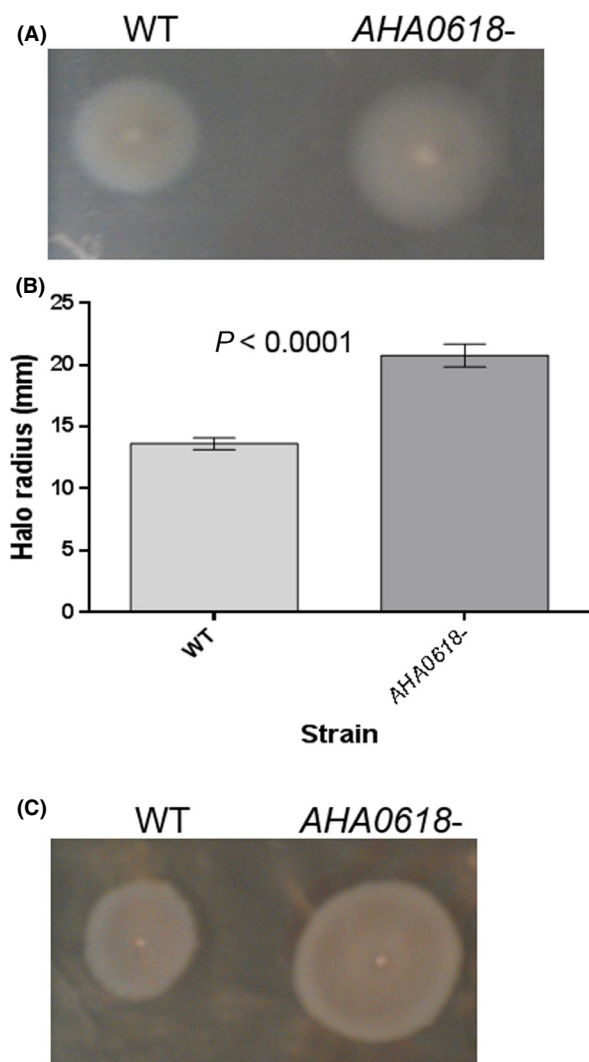 (A)
WT AHA0618-
(B)
25
20
15
10
5
0
Halo radius (mm)
P < 0.0001
WT AHA0618-
Strain
(C)
WT AHA0618-